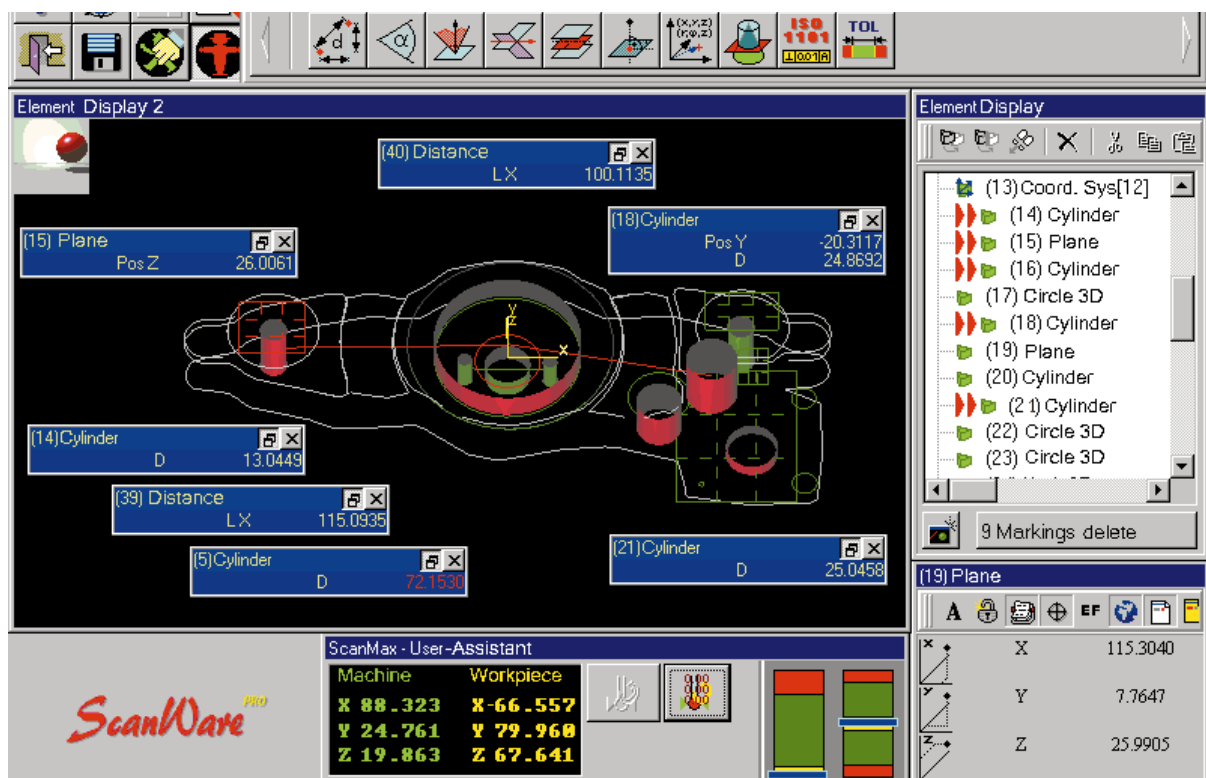 d
α
(x,y,z)
(r,φ,z)
ISO
1101
⊥ 0.01 A
TOL
Element Display 2
(40) Distance
LX 100.1135
(15) Plane
Pos Z 26.0061
(18)Cylinder
Pos Y -20.3117
D 24.8692
y
z
x
(14)Cylinder
D 13.0449
(39) Distance
LX 115.0935
(5)Cylinder
D 72.1530
(21)Cylinder
D 25.0458
Element Display
(13)Coord. Sys[12]
(14) Cylinder
(15) Plane
(16) Cylinder
(17) Circle 3D
(18) Cylinder
(19) Plane
(20) Cylinder
(21) Cylinder
(22) Circle 3D
(23) Circle 3D
9 Markings delete
(19) Plane
A EF
X X 115.3040
Y Y 7.7647
Z Z 25.9905
ScanWare PRO
ScanMax - User-Assistant
Machine Workpiece
X 88.323 X-66.557
Y 24.761 Y 79.960
Z 19.863 Z 67.641